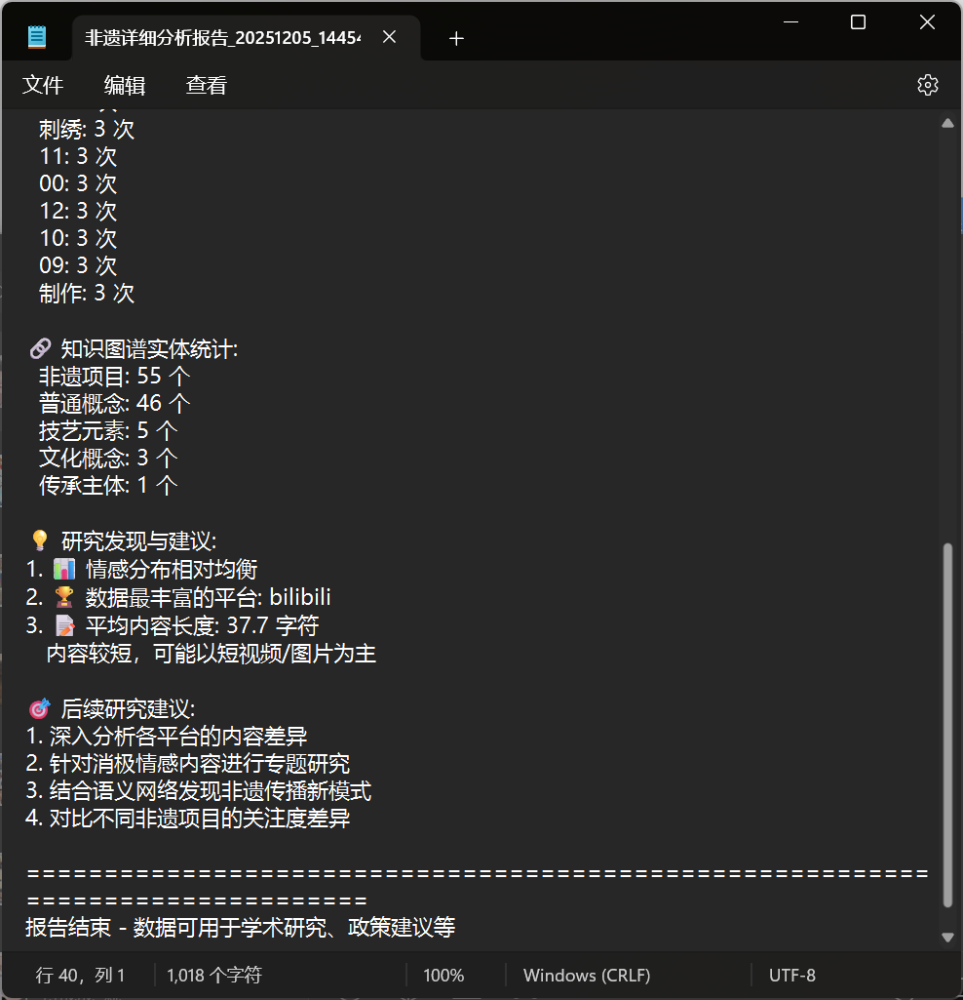 非遗详细分析报告_20251205_14454
文件 编辑 查看
刺绣: 3 次
11: 3 次
00: 3 次
12: 3 次
10: 3 次
09: 3 次
制作: 3 次
🔗 知识图谱实体统计:
非遗项目: 55 个
普通概念: 46 个
技艺元素: 5 个
文化概念: 3 个
传承主体: 1 个
💡 研究发现与建议:
1. 📊 情感分布相对均衡
2. 🏆 数据最丰富的平台: bilibili
3. 📝 平均内容长度: 37.7 字符
内容较短，可能以短视频/图片为主
🎯 后续研究建议:
1. 深入分析各平台的内容差异
2. 针对消极情感内容进行专题研究
3. 结合语义网络发现非遗传播新模式
4. 对比不同非遗项目的关注度差异
==========================================================
======================
报告结束 - 数据可用于学术研究、政策建议等
行 40，列 1 1,018 个字符 100% Windows (CRLF) UTF-8